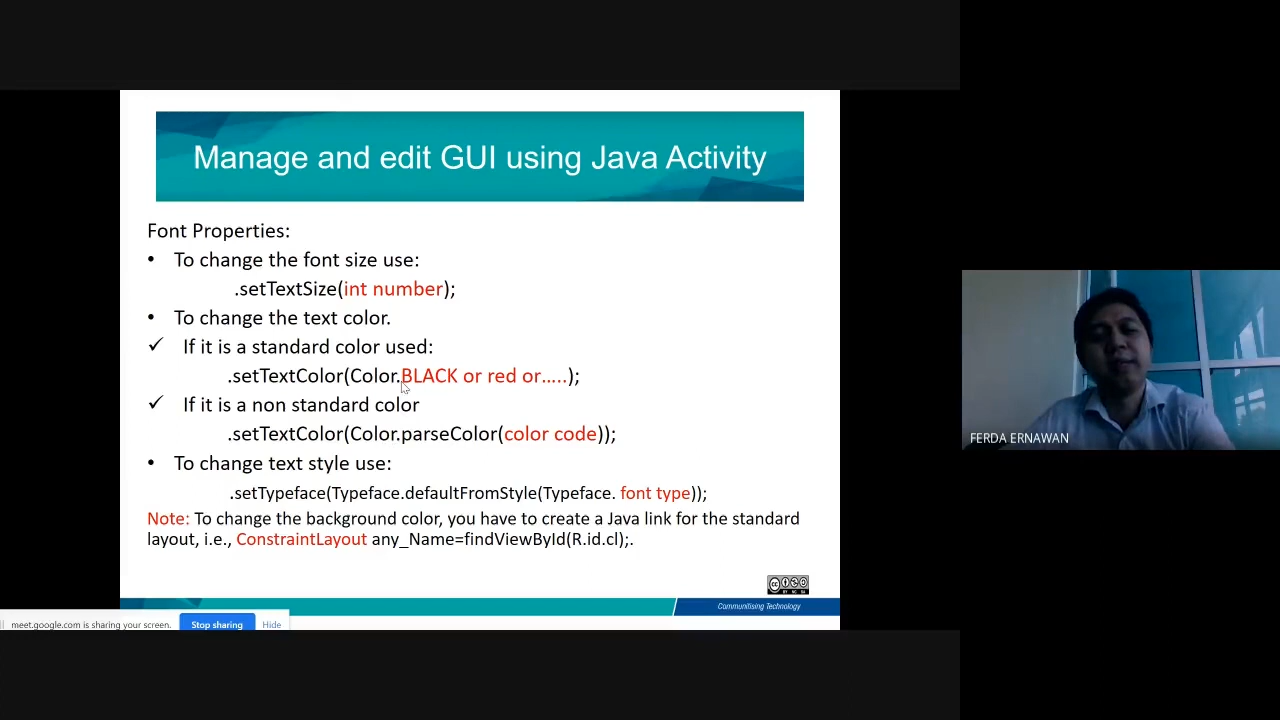 Manage and edit GUI using Java Activity
Font Properties:
• To change the font size use:
.setTextSize(int number);
• To change the text color.
✓ If it is a standard color used:
.setTextColor(Color.BLACK or red or…..);
✓ If it is a non standard color
.setTextColor(Color.parseColor(color code));
• To change text style use:
.setTypeface(Typeface.defaultFromStyle(Typeface. font type));
Note: To change the background color, you have to create a Java link for the standard
layout, i.e., ConstraintLayout any_Name=findViewById(R.id.cl);.
cc
BY NC SA
Communitising Technology
meet.google.com is sharing your screen.
Stop sharing
Hide
FERDA ERNAWAN